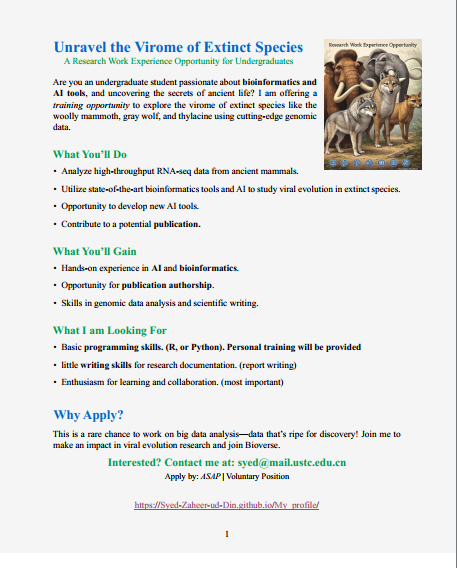 Unravel the Virome of Extinct Species
A Research Work Experience Opportunity for Undergraduates
Research Work Experience Opportunity
Are you an undergraduate student passionate about bioinformatics and
AI tools, and uncovering the secrets of ancient life? I am offering a
training opportunity to explore the virome of extinct species like the
woolly mammoth, gray wolf, and thylacine using cutting-edge genomic
data.
What You'll Do
• Analyze high-throughput RNA-seq data from ancient mammals.
• Utilize state-of-the-art bioinformatics tools and AI to study viral evolution in extinct species.
• Opportunity to develop new AI tools.
• Contribute to a potential publication.
What You'll Gain
• Hands-on experience in AI and bioinformatics.
• Opportunity for publication authorship.
• Skills in genomic data analysis and scientific writing.
What I am Looking For
• Basic programming skills. (R, or Python). Personal training will be provided
• little writing skills for research documentation. (report writing)
• Enthusiasm for learning and collaboration. (most important)
Why Apply?
This is a rare chance to work on big data analysis—data that's ripe for discovery! Join me to
make an impact in viral evolution research and join Bioverse.
Interested? Contact me at: syed@mail.ustc.edu.cn
Apply by: ASAP | Voluntary Position
https://Syed-Zaheer-ud-Din.github.io/My_profile/
1